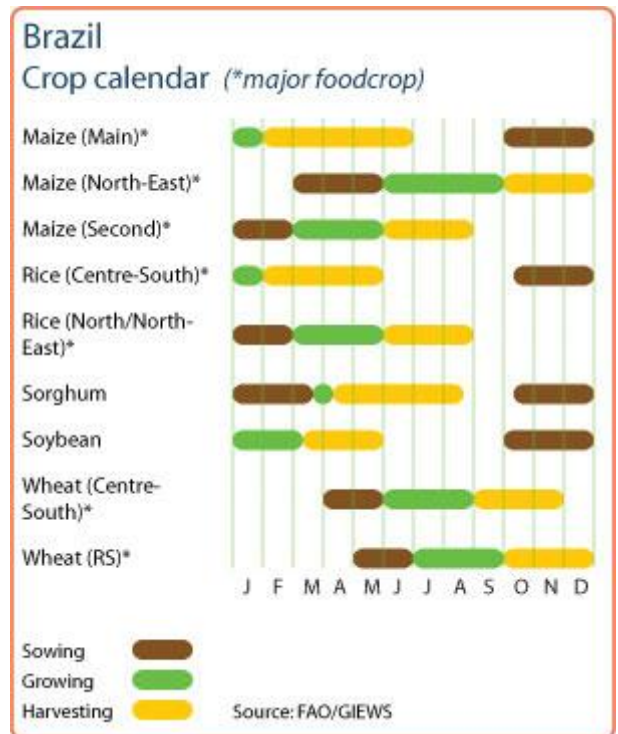 Brazil
Crop calendar (*major foodcrop)
Maize (Main)*
Maize (North-East)*
Maize (Second)*
Rice (Centre-South)*
Rice (North/North-
East)*
Sorghum
Soybean
Wheat (Centre-
South)*
Wheat (RS)*
J F M A M J J A S O N D
Sowing
Growing
Harvesting Source: FAO/GIEWS